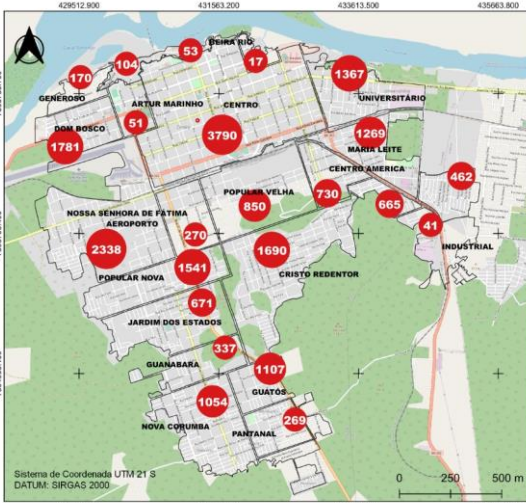 429512.900 431563.200 433613.500 435663.800
BEIRA RIO
53
17
104
1367
170
GENEROSO
ARTUR MARINHO
CENTRO
UNIVERSITÁRIO
51
DOM BOSCO
3790
1269
1781
MARIA LEITE
CENTRO AMERICA
462
POPULAR VELHA
730
850
665
NOSSA SENHORA DE FÁTIMA
AEROPORTO
41
270
2338
1690
INDUSTRIAL
1541
POPULAR NOVA
CRISTO REDENTOR
671
JARDIM DOS ESTADOS
337
GUANABARA
1107
GUATÓS
1054
269
NOVA CORUMBA
PANTANAL
Sistema de Coordenada UTM 21 S
DATUM: SIRGAS 2000
0 250 500 m